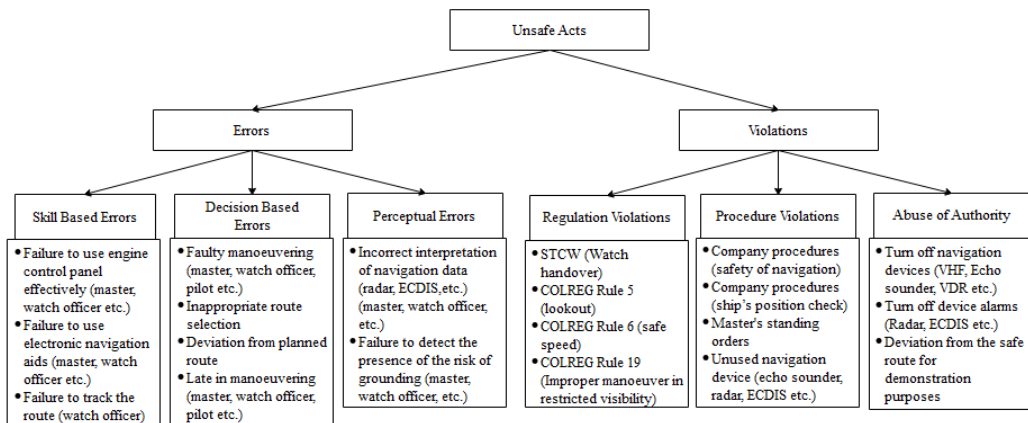 Unsafe Acts
Errors
Violations
Skill Based Errors
• Failure to use engine
control panel
effectively (master,
watch officer etc.)
• Failure to use
electronic navigation
aids (master, watch
officer etc.)
• Failure to track the
route (watch officer)
Decision Based
Errors
• Faulty manoeuvering
(master, watch officer,
pilot etc.)
• Inappropriate route
selection
• Deviation from planned
route
• Late in manoeuvering
(master, watch officer,
pilot etc.)
Perceptual Errors
• Incorrect interpretation
of navigation data
(radar, ECDIS,etc.)
(master, watch officer,
etc.)
• Failure to detect the
presence of the risk of
grounding (master,
watch officer, etc.)
Regulation Violations
• STCW (Watch
handover)
• COLREG Rule 5
(lookout)
• COLREG Rule 6 (safe
speed)
• COLREG Rule 19
(Improper manoeuver in
restricted visibility)
Procedure Violations
• Company procedures
(safety of navigation)
• Company procedures
(ship's position check)
• Master's standing
orders
• Unused navigation
device (echo sounder,
radar, ECDIS etc.)
Abuse of Authority
• Turn off navigation
devices (VHF, Echo
sounder, VDR etc.)
• Turn off device alarms
(Radar, ECDIS etc.)
• Deviation from the safe
route for
demonstration
purposes